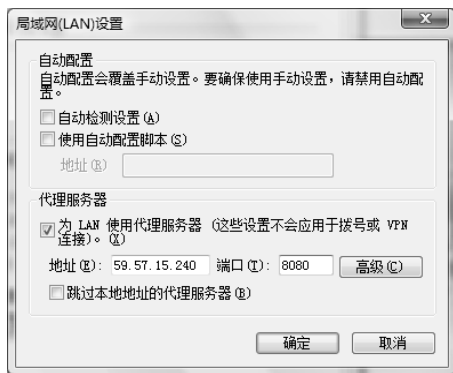 局域网(LAN)设置
x
自动配置
自动配置会覆盖手动设置。要确保使用手动设置，请禁用自动配
置。
自动检测设置(A)
使用自动配置脚本(S)
地址(R)
代理服务器
为 LAN 使用代理服务器 (这些设置不会应用于拨号或 VPN
连接)。(X)
地址(E): 59.57.15.240 端口(T): 8080 高级(C)
跳过本地地址的代理服务器(B)
确定 取消